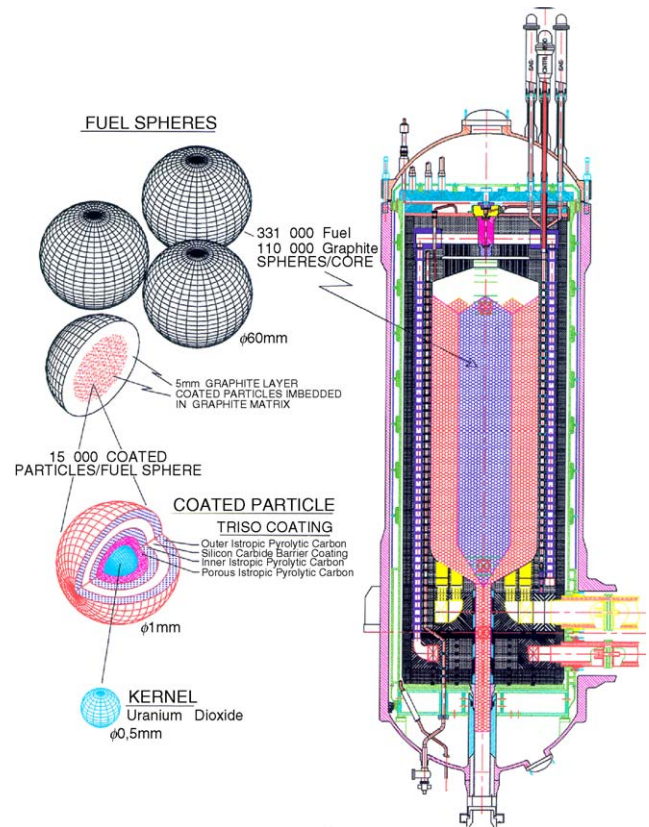 FUEL SPHERES
331 000 Fuel
110 000 Graphite
SPHERES/CORE
ϕ60mm
5mm GRAPHITE LAYER
COATED PARTICLES IMBEDDED
IN GRAPHITE MATRIX
15 000 COATED
PARTICLES/FUEL SPHERE
COATED PARTICLE
TRISO COATING
Outer Istropic Pyrolytic Carbon
Silicon Carbide Barrier Coating
Inner Istropic Pyrolytic Carbon
Porous Istropic Pyrolytic Carbon
ϕ1mm
KERNEL
Uranium Dioxide
ϕ0,5mm